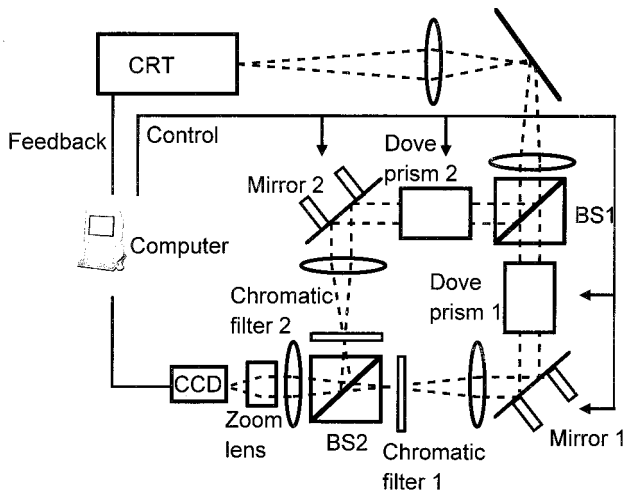 CRT
Feedback
Control
Dove
prism 2
Mirror 2
BS1
Computer
Dove
prism 1
Chromatic
filter 2
CCD
Zoom
lens
BS2
Chromatic
filter 1
Mirror 1